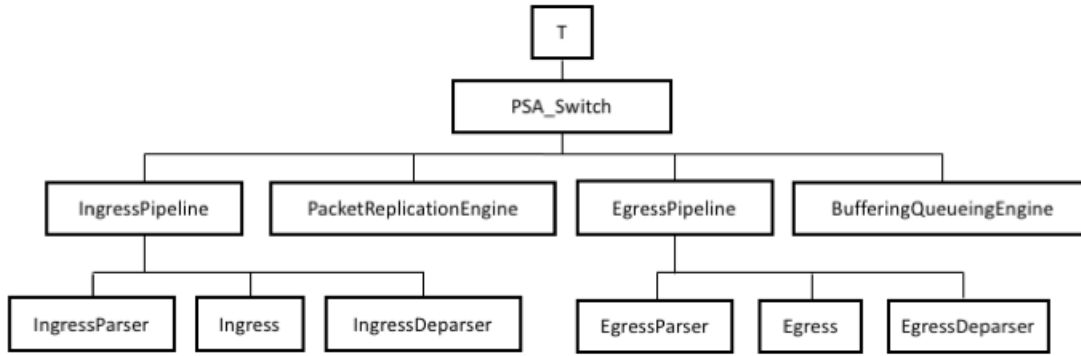 T
PSA_Switch
IngressPipeline
PacketReplicationEngine
EgressPipeline
BufferingQueueingEngine
IngressParser
Ingress
IngressDeparser
EgressParser
Egress
EgressDeparser